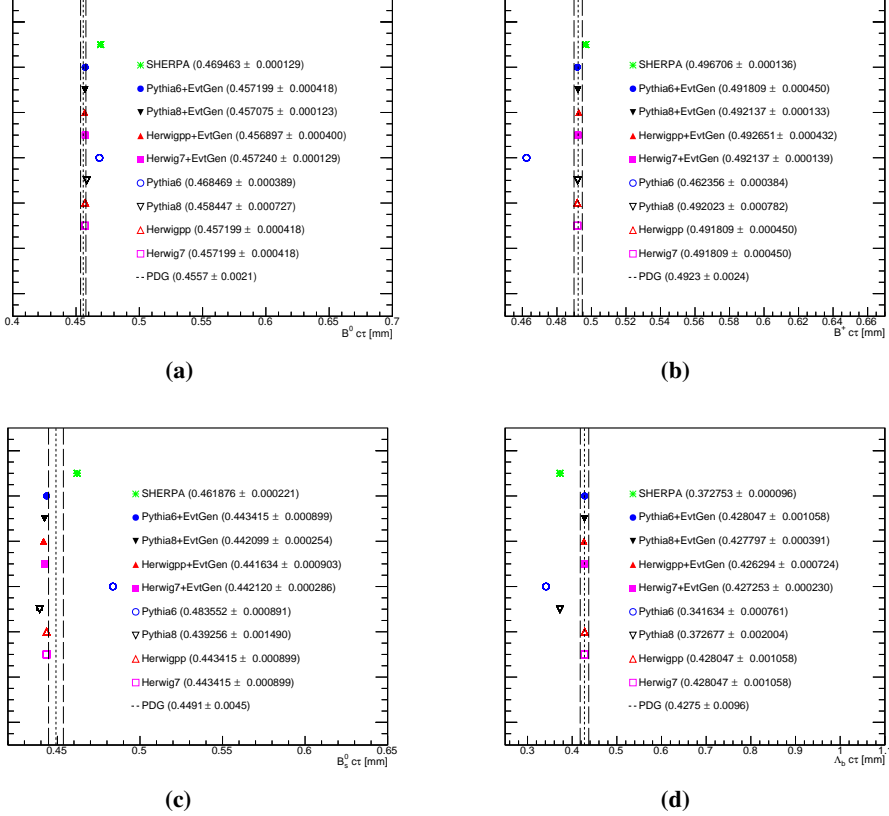 SHERPA (0.469463 ± 0.000129)
Pythia6+EvtGen (0.457199 ± 0.000418)
Pythia8+EvtGen (0.457075 ± 0.000123)
Herwigpp+EvtGen (0.456897 ± 0.000400)
Herwig7+EvtGen (0.457240 ± 0.000129)
Pythia6 (0.468469 ± 0.000389)
Pythia8 (0.458447 ± 0.000727)
Herwigpp (0.457199 ± 0.000418)
Herwig7 (0.457199 ± 0.000418)
PDG (0.4557 ± 0.0021)
0.4 0.45 0.5 0.55 0.6 0.65 0.7
B⁰ cτ [mm]
(a)
SHERPA (0.496706 ± 0.000136)
Pythia6+EvtGen (0.491809 ± 0.000450)
Pythia8+EvtGen (0.492137 ± 0.000133)
Herwigpp+EvtGen (0.492651 ± 0.000432)
Herwig7+EvtGen (0.492137 ± 0.000139)
Pythia6 (0.462356 ± 0.000384)
Pythia8 (0.492023 ± 0.000782)
Herwigpp (0.491809 ± 0.000450)
Herwig7 (0.491809 ± 0.000450)
PDG (0.4923 ± 0.0024)
0.46 0.48 0.5 0.52 0.54 0.56 0.58 0.6 0.62 0.64 0.66
B⁺ cτ [mm]
(b)
SHERPA (0.461876 ± 0.000221)
Pythia6+EvtGen (0.443415 ± 0.000899)
Pythia8+EvtGen (0.442099 ± 0.000254)
Herwigpp+EvtGen (0.441634 ± 0.000903)
Herwig7+EvtGen (0.442120 ± 0.000286)
Pythia6 (0.483552 ± 0.000891)
Pythia8 (0.439256 ± 0.001490)
Herwigpp (0.443415 ± 0.000899)
Herwig7 (0.443415 ± 0.000899)
PDG (0.4491 ± 0.0045)
0.45 0.5 0.55 0.6 0.65
B⁰ₛ cτ [mm]
(c)
SHERPA (0.372753 ± 0.000096)
Pythia6+EvtGen (0.428047 ± 0.001058)
Pythia8+EvtGen (0.427797 ± 0.000391)
Herwigpp+EvtGen (0.426294 ± 0.000724)
Herwig7+EvtGen (0.427253 ± 0.000230)
Pythia6 (0.341634 ± 0.000761)
Pythia8 (0.372677 ± 0.002004)
Herwigpp (0.428047 ± 0.001058)
Herwig7 (0.428047 ± 0.001058)
PDG (0.4275 ± 0.0096)
0.3 0.4 0.5 0.6 0.7 0.8 0.9 1 1.1
Λb cτ [mm]
(d)